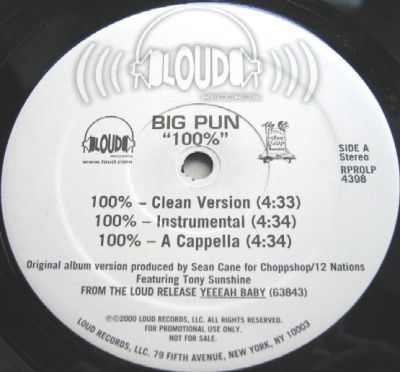 LOUD
RECORDS
BIG PUN
"100%"
LOUD
RECORDS
www.loud.com
SIDE A
Stereo
RPROLP
4398
100% – Clean Version (4:33)
100% – Instrumental (4:34)
100% – A Cappella (4:34)
Original album version produced by Sean Cane for Choppshop/12 Nations
Featuring Tony Sunshine
FROM THE LOUD RELEASE YEEEAH BABY (63843)
℗©2000 LOUD RECORDS, LLC. ALL RIGHTS RESERVED.
FOR PROMOTIONAL USE ONLY.
NOT FOR SALE.
LOUD RECORDS, LLC. 79 FIFTH AVENUE, NEW YORK, NY 10003